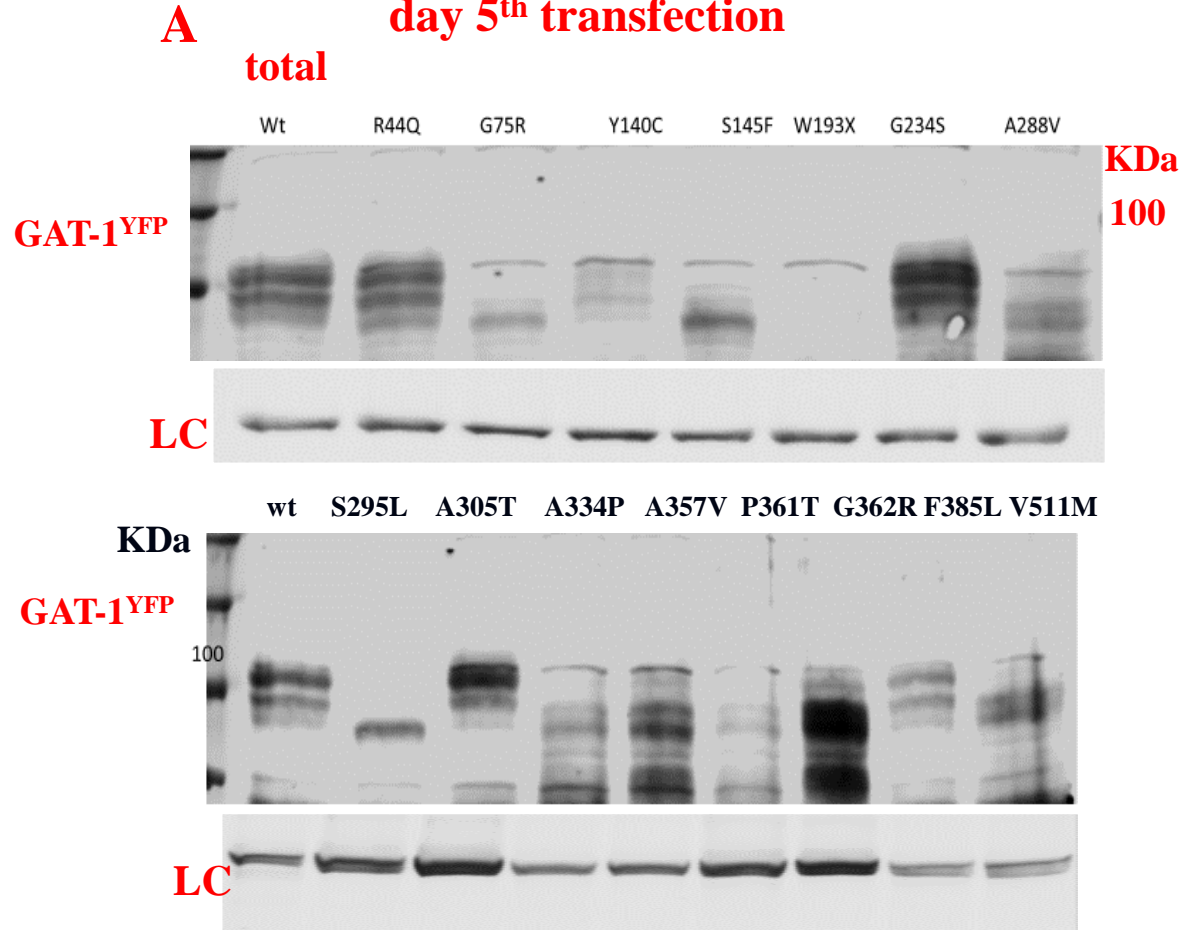 A
day 5th transfection
total
Wt R44Q G75R Y140C S145F W193X G234S A288V
KDa
100
GAT-1YFP
LC
wt S295L A305T A334P A357V P361T G362R F385L V511M
KDa
GAT-1YFP
100
LC